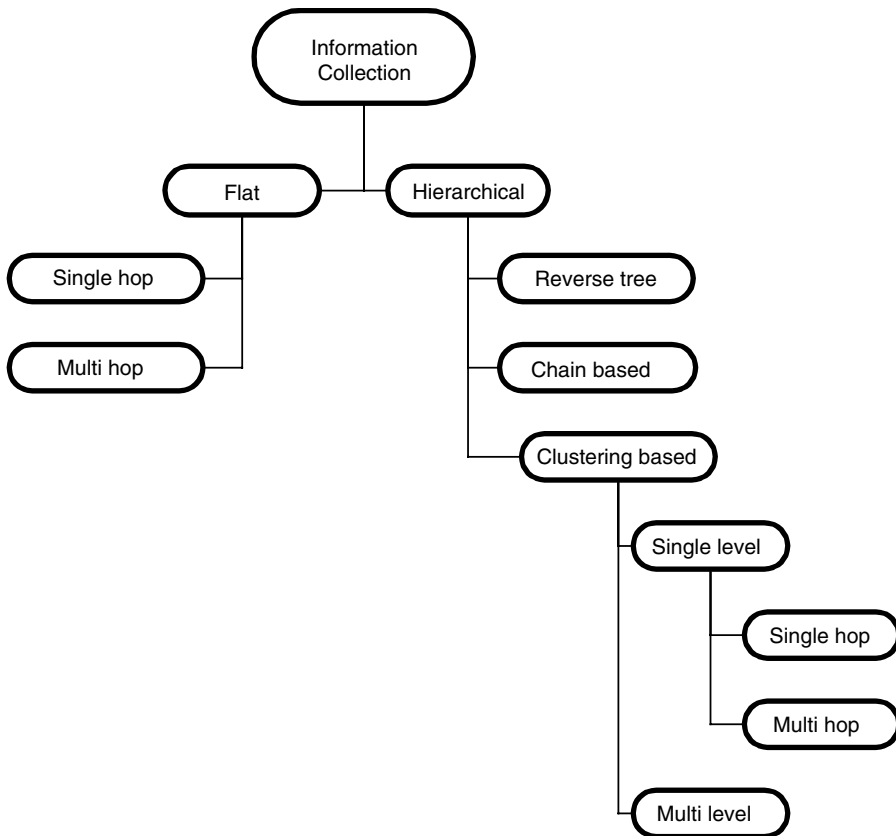 Information
Collection
Flat
Hierarchical
Single hop
Reverse tree
Multi hop
Chain based
Clustering based
Single level
Single hop
Multi hop
Multi level